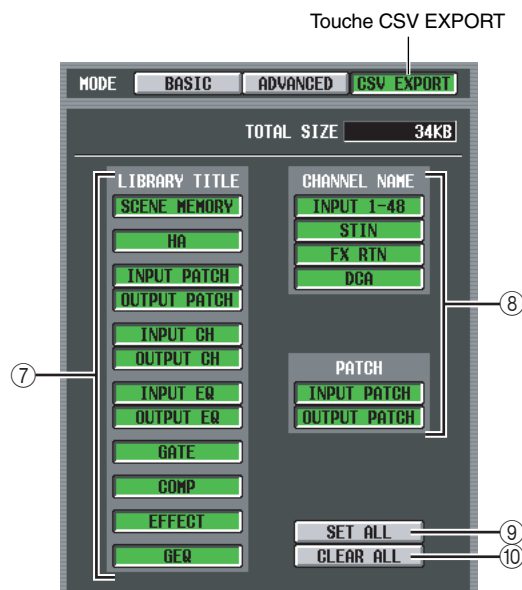 Touche CSV EXPORT
MODE BASIC ADVANCED CSV EXPORT
TOTAL SIZE 34KB
LIBRARY TITLE
SCENE MEMORY
HA
INPUT PATCH
OUTPUT PATCH
INPUT CH
OUTPUT CH
INPUT EQ
OUTPUT EQ
GATE
COMP
EFFECT
GEQ
⑦
CHANNEL NAME
INPUT 1-48
STIN
FX RTN
DCA
PATCH
INPUT PATCH
OUTPUT PATCH
⑧
SET ALL ⑨
CLEAR ALL ⑩